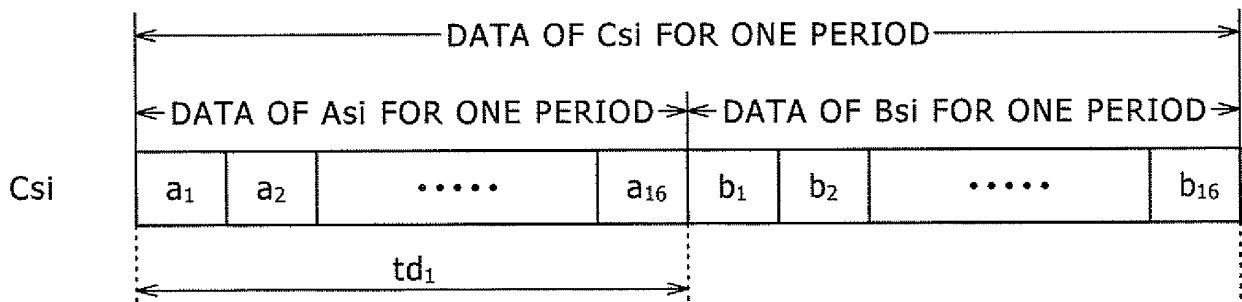 DATA OF Csi FOR ONE PERIOD
DATA OF Asi FOR ONE PERIOD DATA OF Bsi FOR ONE PERIOD
Csi a₁ a₂ ••••• a₁₆ b₁ b₂ ••••• b₁₆
td₁